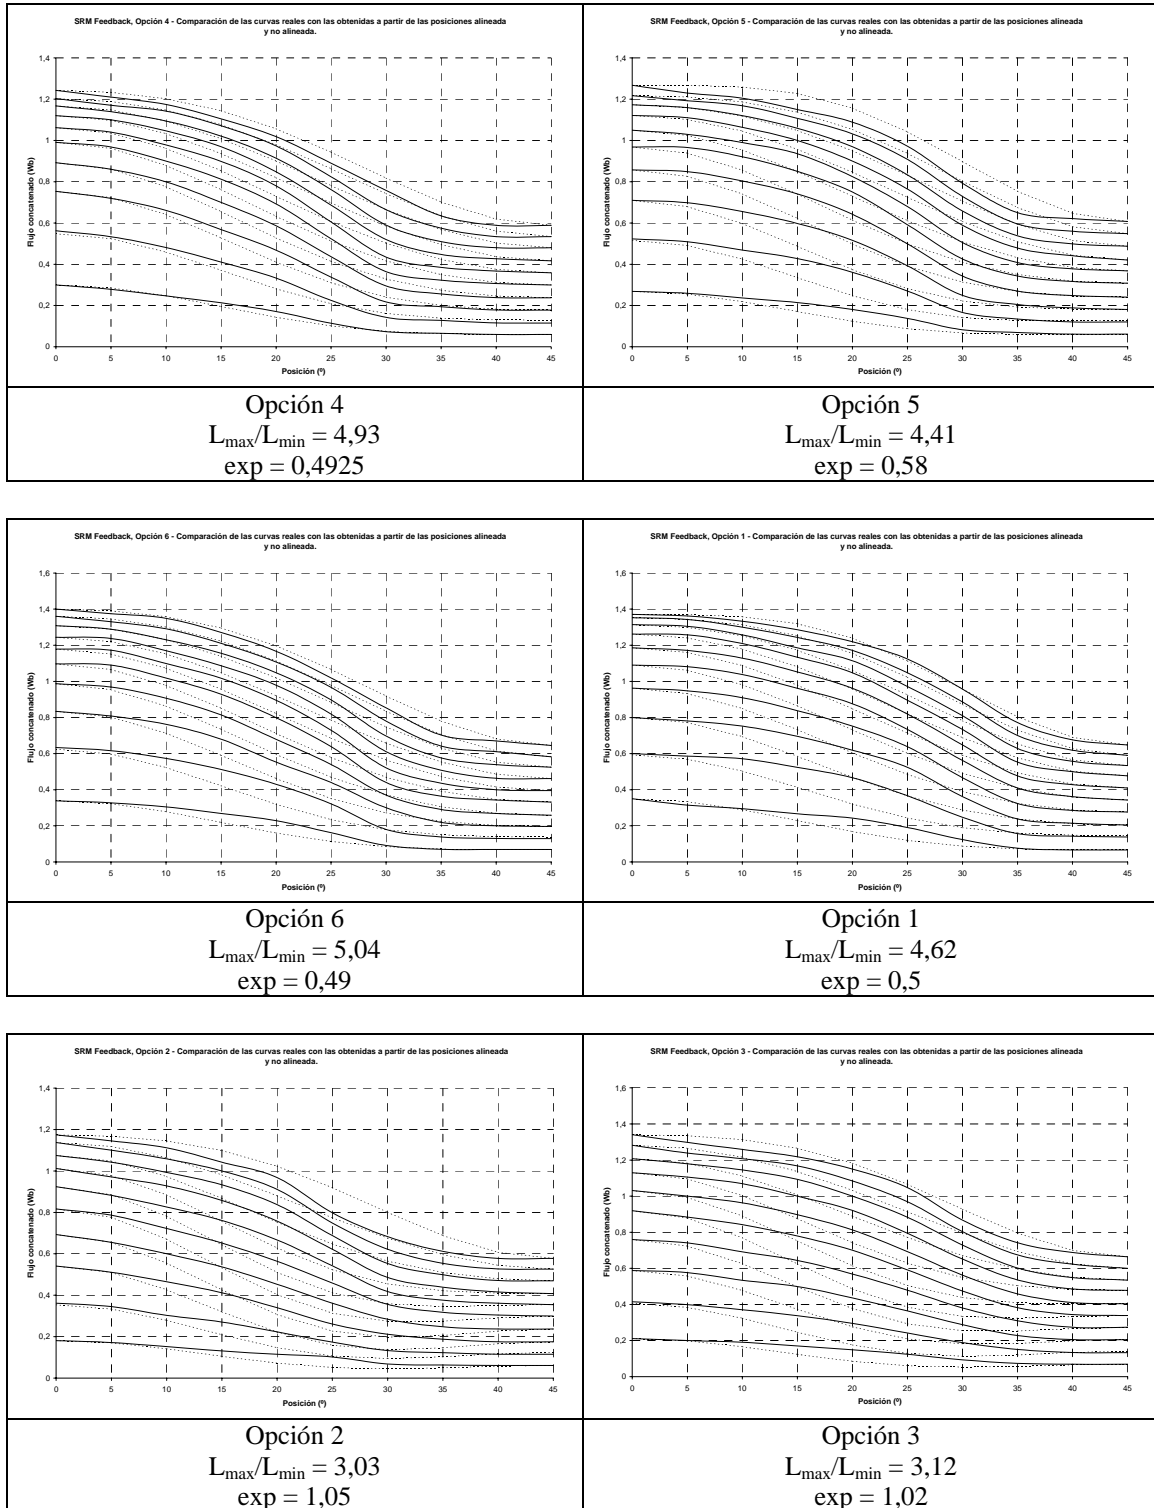 SRM Feedback, Opción 4 - Comparación de las curvas reales con las obtenidas a partir de las posiciones alineada
y no alineada.
Flujo concatenado (Wb)
1,4
1,2
1
0,8
0,6
0,4
0,2
0
0 5 10 15 20 25 30 35 40 45
Posición (º)
Opción 4
Lmax/Lmin = 4,93
exp = 0,4925
SRM Feedback, Opción 5 - Comparación de las curvas reales con las obtenidas a partir de las posiciones alineada
y no alineada.
Flujo concatenado (Wb)
1,4
1,2
1
0,8
0,6
0,4
0,2
0
0 5 10 15 20 25 30 35 40 45
Posición (º)
Opción 5
Lmax/Lmin = 4,41
exp = 0,58
SRM Feedback, Opción 6 - Comparación de las curvas reales con las obtenidas a partir de las posiciones alineada
y no alineada.
Flujo concatenado (Wb)
1,6
1,4
1,2
1
0,8
0,6
0,4
0,2
0
0 5 10 15 20 25 30 35 40 45
Posición (º)
Opción 6
Lmax/Lmin = 5,04
exp = 0,49
SRM Feedback, Opción 1 - Comparación de las curvas reales con las obtenidas a partir de las posiciones alineada
y no alineada.
Flujo concatenado (Wb)
1,6
1,4
1,2
1
0,8
0,6
0,4
0,2
0
0 5 10 15 20 25 30 35 40 45
Posición (º)
Opción 1
Lmax/Lmin = 4,62
exp = 0,5
SRM Feedback, Opción 2 - Comparación de las curvas reales con las obtenidas a partir de las posiciones alineada
y no alineada.
Flujo concatenado (Wb)
1,4
1,2
1
0,8
0,6
0,4
0,2
0
0 5 10 15 20 25 30 35 40 45
Posición (º)
Opción 2
Lmax/Lmin = 3,03
exp = 1,05
SRM Feedback, Opción 3 - Comparación de las curvas reales con las obtenidas a partir de las posiciones alineada
y no alineada.
Flujo concatenado (Wb)
1,6
1,4
1,2
1
0,8
0,6
0,4
0,2
0
0 5 10 15 20 25 30 35 40 45
Posición (º)
Opción 3
Lmax/Lmin = 3,12
exp = 1,02